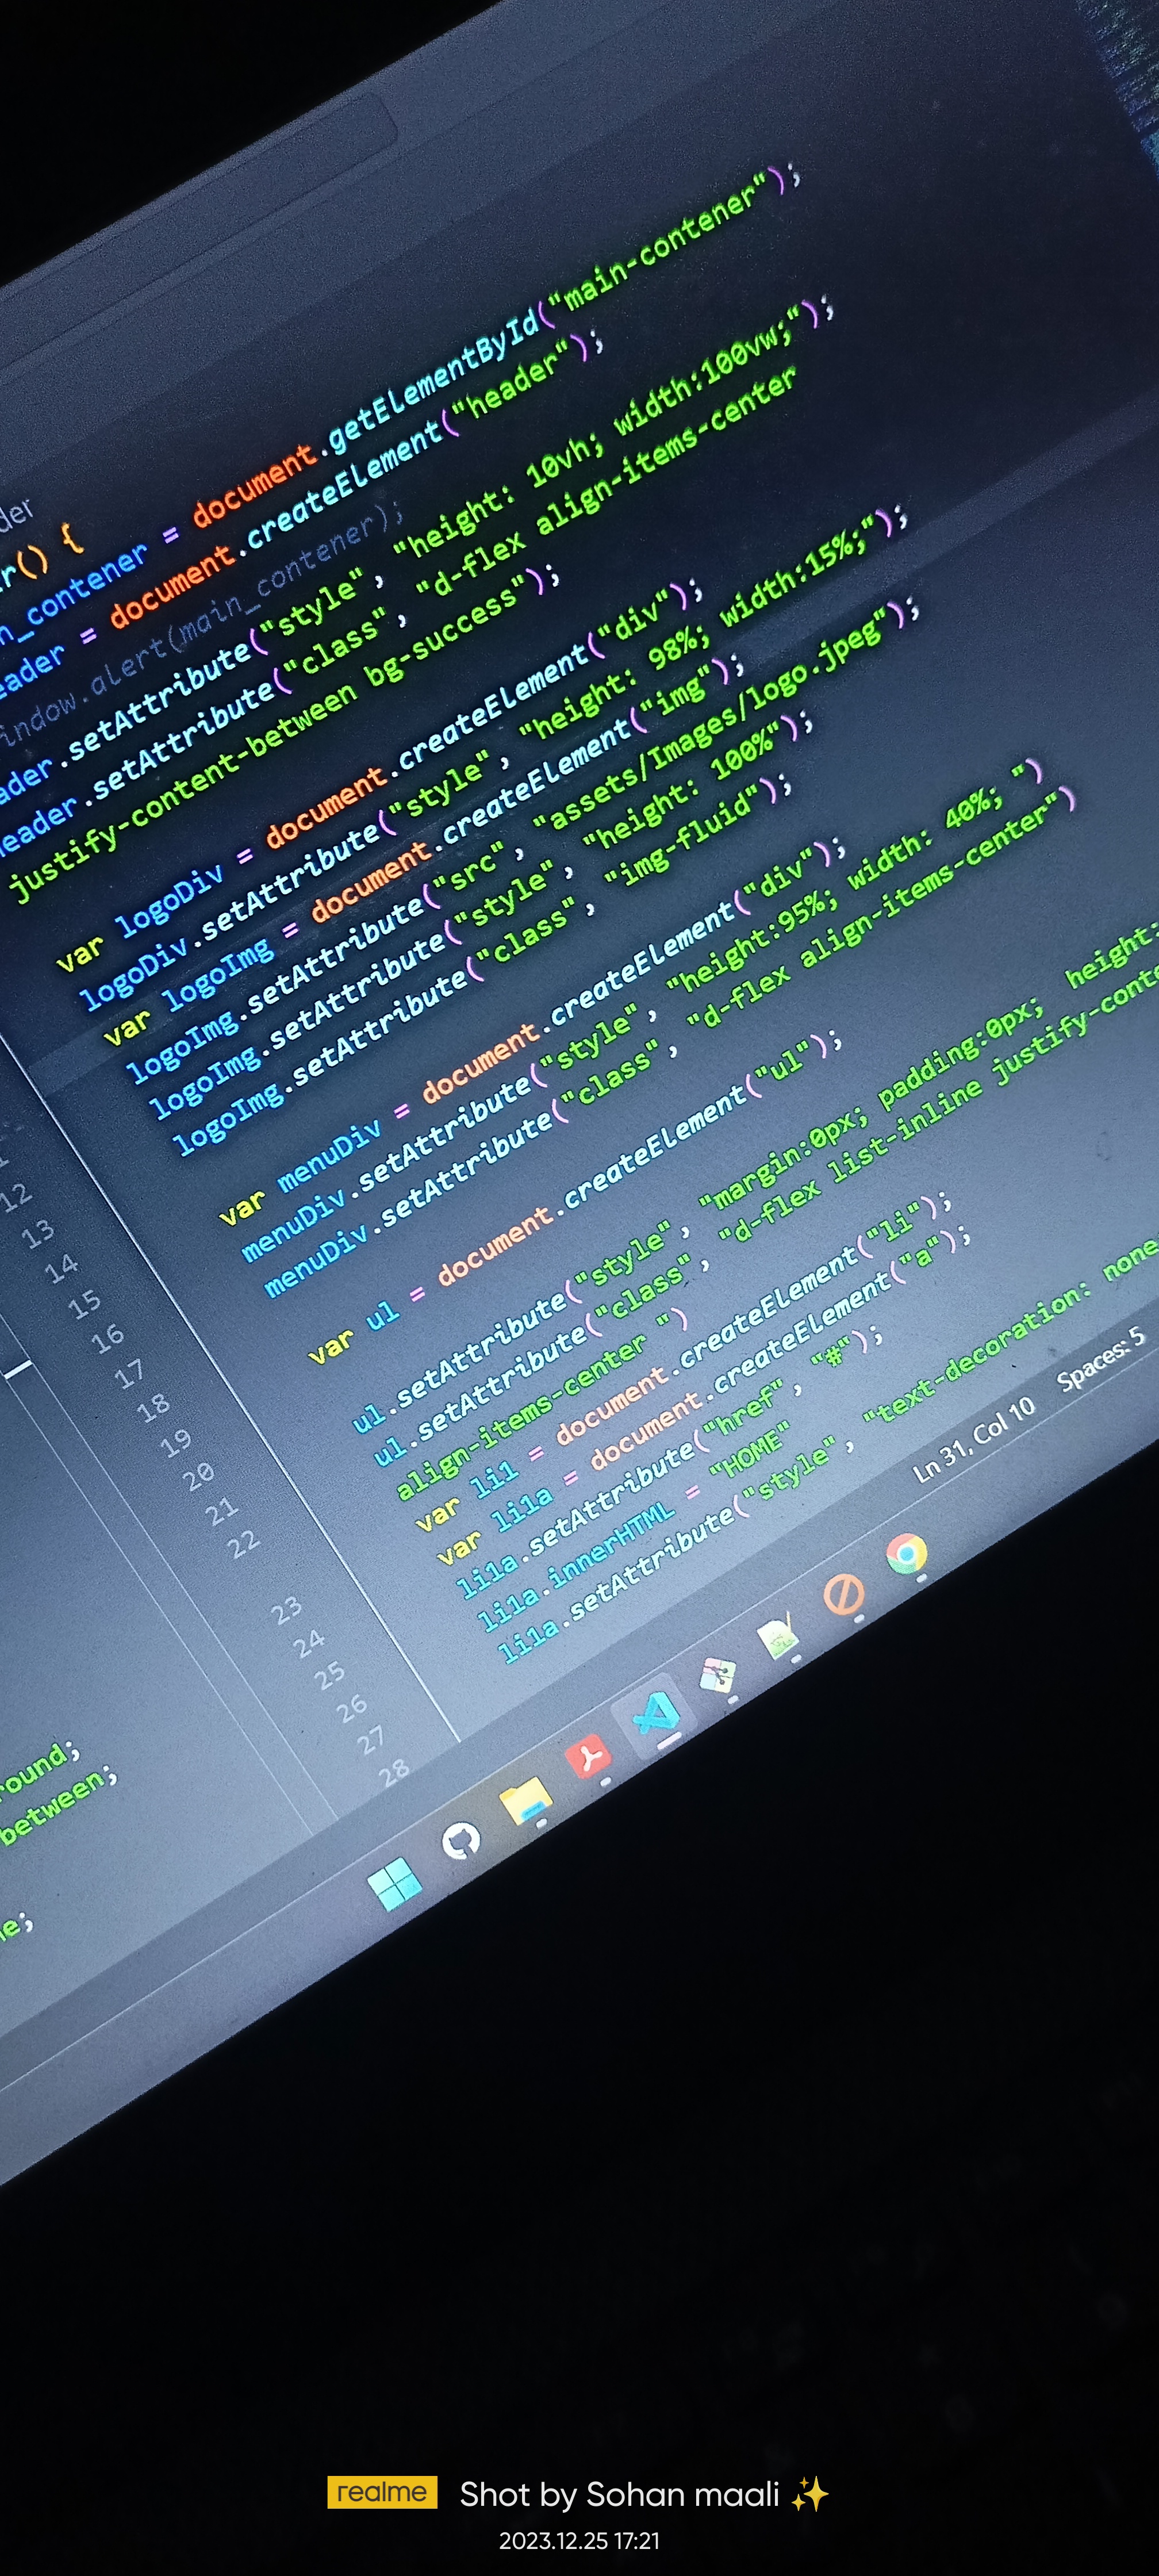 der
r() {
n_contener = document.getElementById("main-contener");
eader = document.createElement("header");
indow.alert(main_contener);
ader.setAttribute("style", "height: 10vh; width:100vw;");
eader.setAttribute("class", "d-flex align-items-center
justify-content-between bg-success");
var logoDiv = document.createElement("div");
logoDiv.setAttribute("style", "height: 98%; width:15%;");
var logoImg = document.createElement("img");
logoImg.setAttribute("src", "assets/Images/logo.jpeg");
logoImg.setAttribute("style", "height: 100%");
logoImg.setAttribute("class", "img-fluid");
var menuDiv = document.createElement("div");
menuDiv.setAttribute("style", "height:95%; width: 40%; ")
menuDiv.setAttribute("class", "d-flex align-items-center")
var ul = document.createElement("ul");
ul.setAttribute("style", "margin:0px; padding:0px; height:
ul.setAttribute("class", "d-flex list-inline justify-conte
align-items-center ")
var li1 = document.createElement("li");
var li1a = document.createElement("a");
li1a.setAttribute("href", "#");
li1a.innerHTML = "HOME"
li1a.setAttribute("style", "text-decoration: none
12
13
14
15
16
17
18
19
20
21
22
23
24
25
26
27
28
round;
between;
ne;
Ln 31, Col 10 Spaces: 5
realme Shot by Sohan maali ✨
2023.12.25 17:21